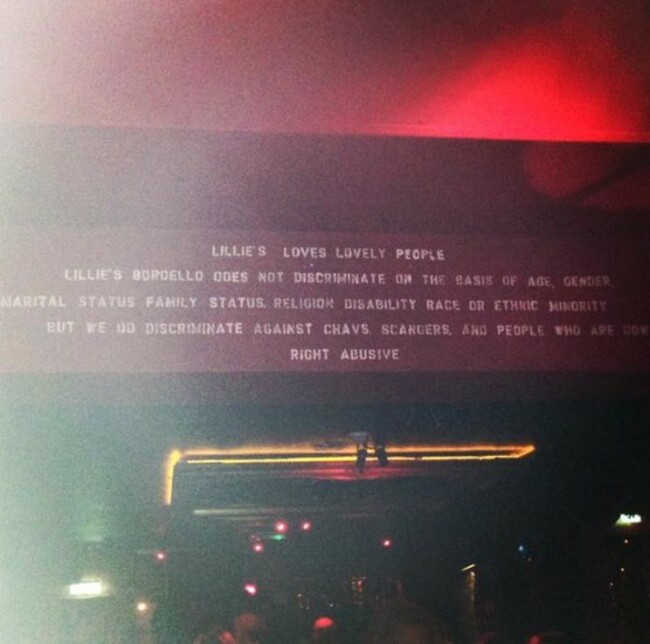 LILLIE'S LOVES LOVELY PEOPLE
LILLIE'S BORDELLO DOES NOT DISCRIMINATE ON THE BASIS OF AGE, GENDER,
MARITAL STATUS FAMILY STATUS, RELIGION DISABILITY RACE OR ETHNIC MINORITY
BUT WE DO DISCRIMINATE AGAINST CHAVS, SCANGERS, AND PEOPLE WHO ARE DOW
RIGHT ABUSIVE